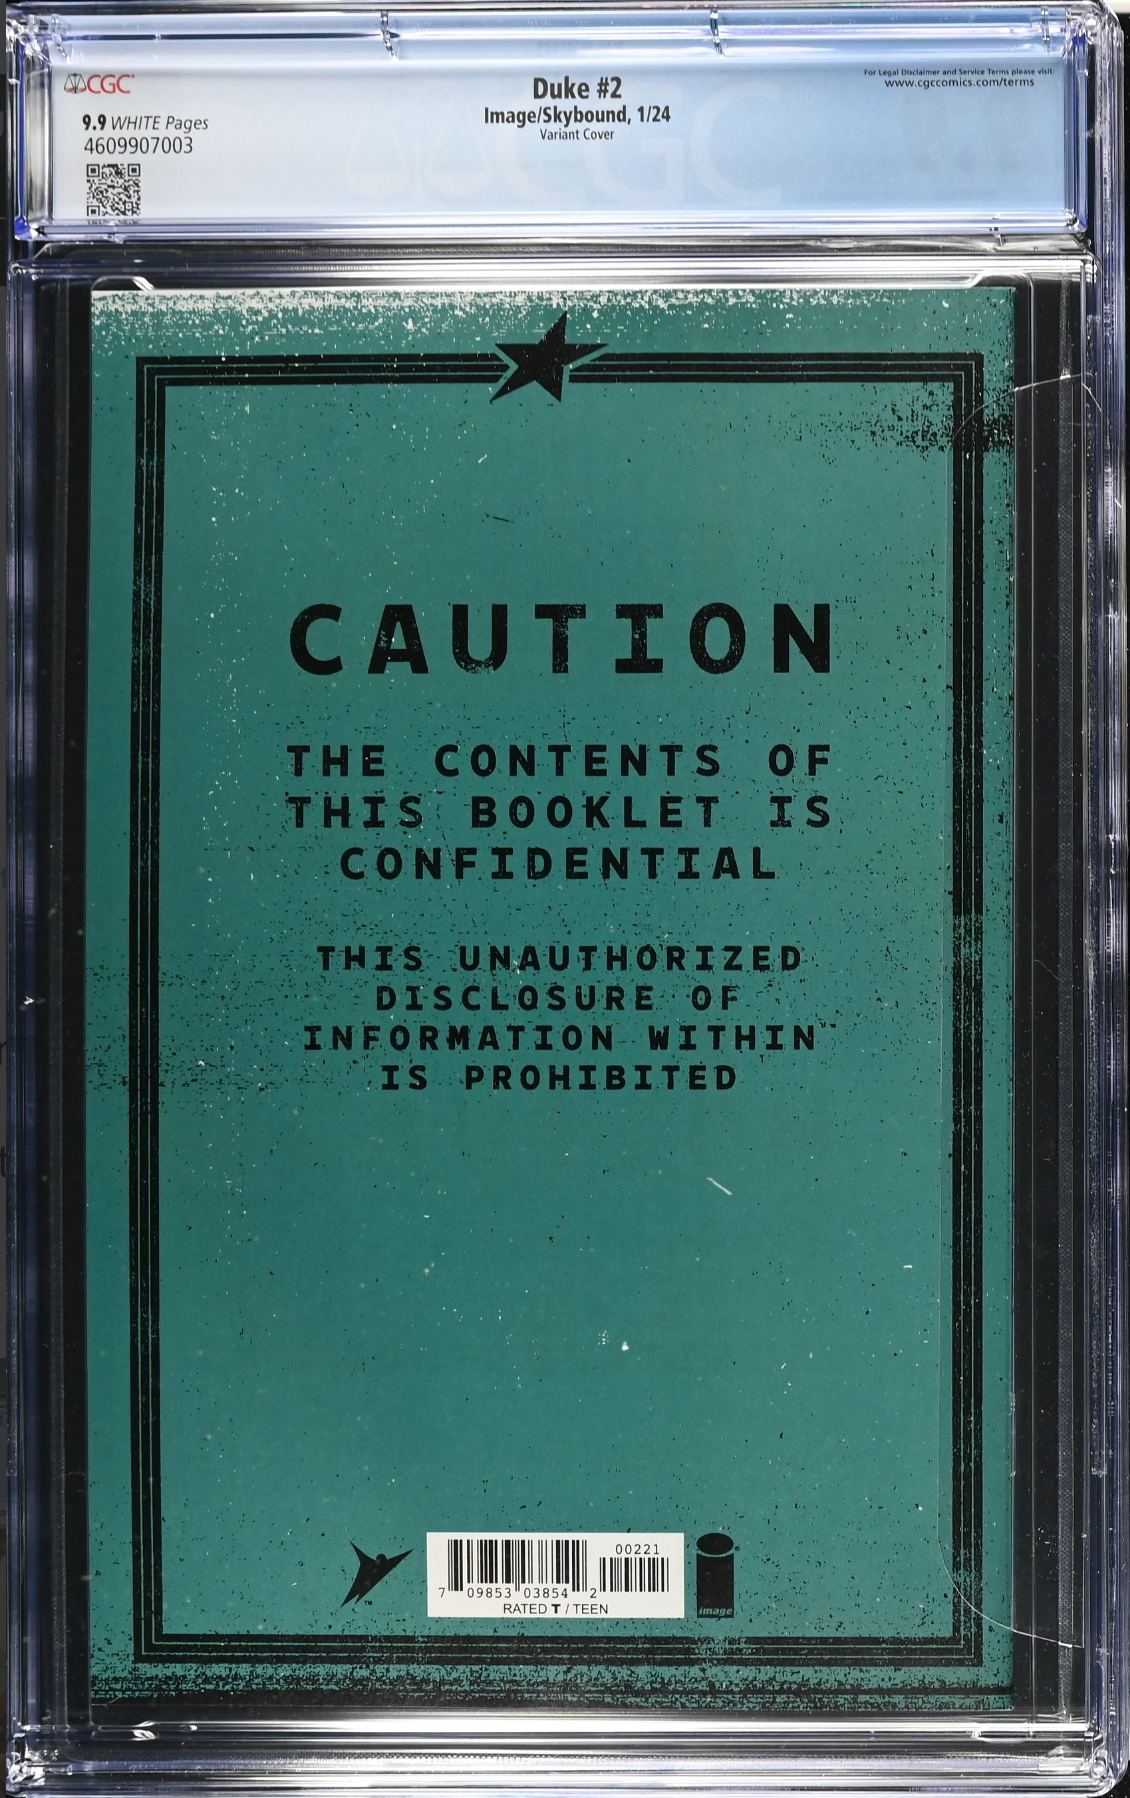 CGC
9.9 WHITE Pages
4609907003
Duke #2
Image/Skybound, 1/24
Variant Cover
For Legal Disclaimer and Service Terms please visit:
www.cgccomics.com/terms
CGC
CAUTION
THE CONTENTS OF
THIS BOOKLET IS
CONFIDENTIAL
THIS UNAUTHORIZED
DISCLOSURE OF
INFORMATION WITHIN
IS PROHIBITED
TM
00221
7 09853 03854 2
RATED T / TEEN
image